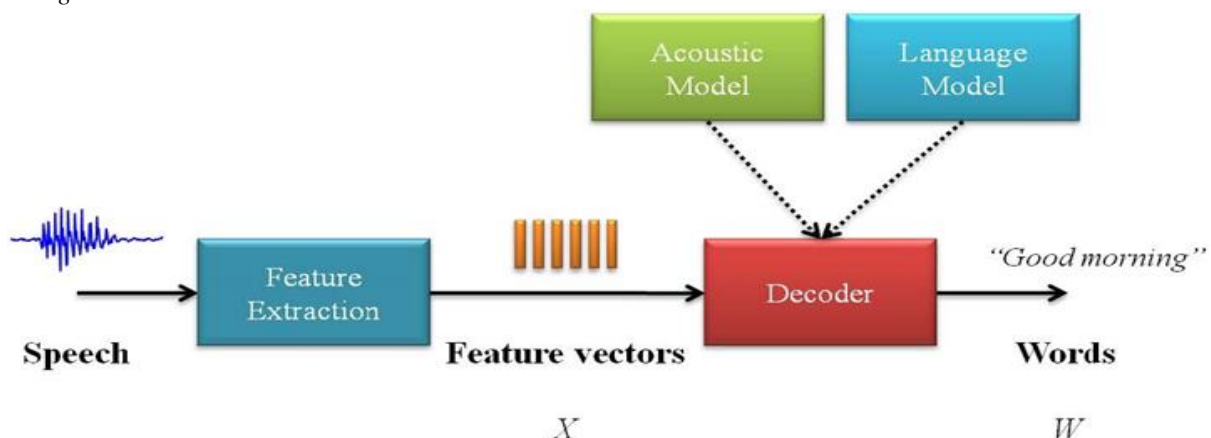 Acoustic
Model
Language
Model
Feature
Extraction
Decoder
“Good morning”
Speech
Feature vectors
Words
X
W